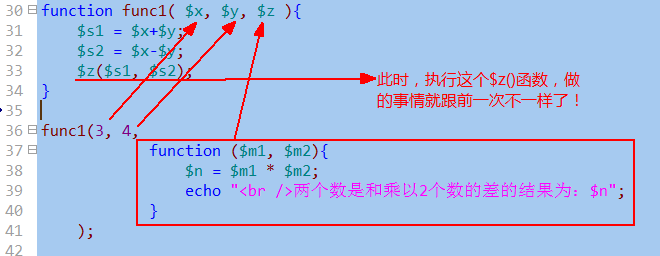 30 function func1( $x, $y, $z ){
31 $s1 = $x+$y;
32 $s2 = $x-$y;
33 $z($s1, $s2);
此时，执行这个$z()函数，做
的事情就跟前一次不一样了！
34 }
35
36 func1(3, 4,
37 function ($m1, $m2){
38 $n = $m1 * $m2;
39 echo "<br />两个数是和乘以2个数的差的结果为：$n";
40 }
41 );
42